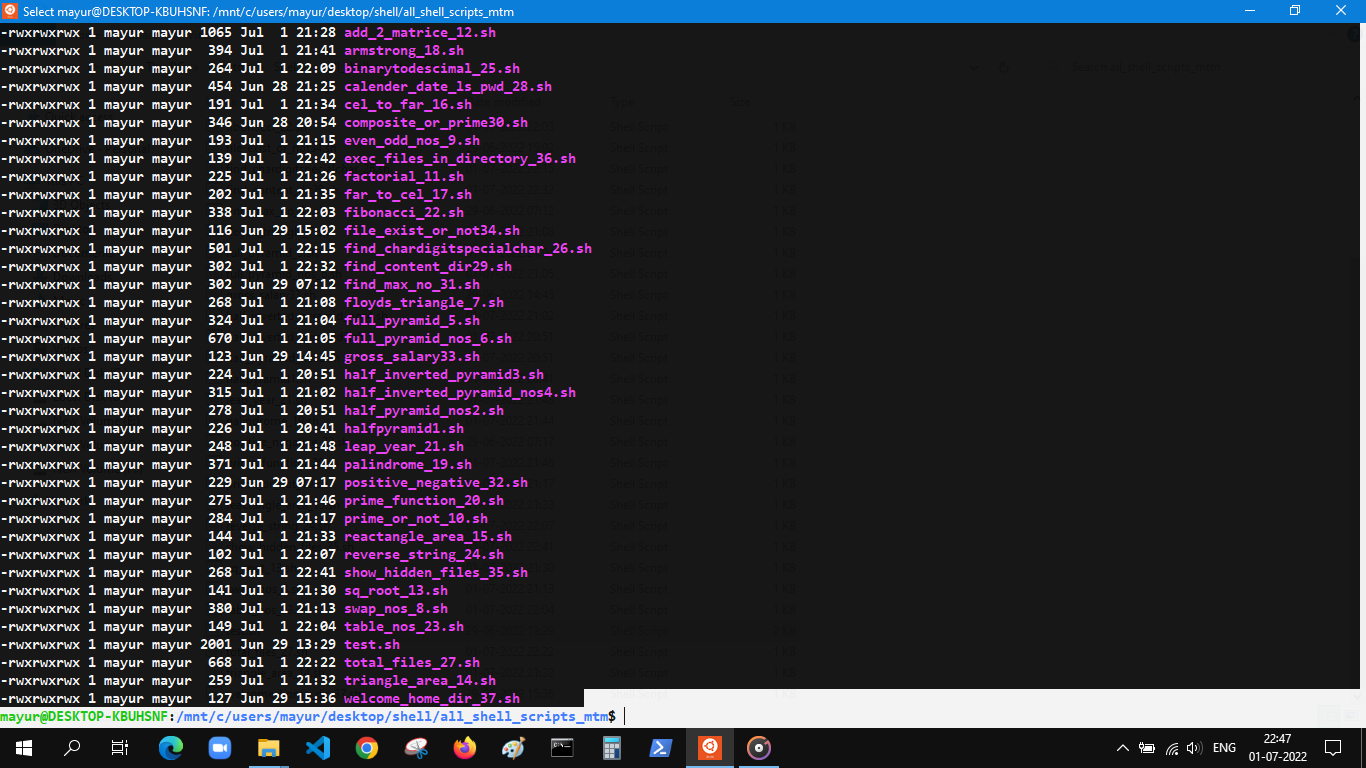 Select mayur@DESKTOP-KBUHSNF: /mnt/c/users/mayur/desktop/shell/all_shell_scripts_mtm
-rwxrwxrwx 1 mayur mayur 1065 Jul  1 21:28 add_2_matrice_12.sh
-rwxrwxrwx 1 mayur mayur  394 Jul  1 21:41 armstrong_18.sh
-rwxrwxrwx 1 mayur mayur  264 Jul  1 22:09 binarytodescimal_25.sh
-rwxrwxrwx 1 mayur mayur  454 Jun 28 21:25 calender_date_ls_pwd_28.sh
-rwxrwxrwx 1 mayur mayur  191 Jul  1 21:34 cel_to_far_16.sh
-rwxrwxrwx 1 mayur mayur  346 Jun 28 20:54 composite_or_prime30.sh
-rwxrwxrwx 1 mayur mayur  193 Jul  1 21:15 even_odd_nos_9.sh
-rwxrwxrwx 1 mayur mayur  139 Jul  1 22:42 exec_files_in_directory_36.sh
-rwxrwxrwx 1 mayur mayur  225 Jul  1 21:26 factorial_11.sh
-rwxrwxrwx 1 mayur mayur  202 Jul  1 21:35 far_to_cel_17.sh
-rwxrwxrwx 1 mayur mayur  338 Jul  1 22:03 fibonacci_22.sh
-rwxrwxrwx 1 mayur mayur  116 Jun 29 15:02 file_exist_or_not34.sh
-rwxrwxrwx 1 mayur mayur  501 Jul  1 22:15 find_chardigitspecialchar_26.sh
-rwxrwxrwx 1 mayur mayur  302 Jul  1 22:32 find_content_dir29.sh
-rwxrwxrwx 1 mayur mayur  302 Jun 29 07:12 find_max_no_31.sh
-rwxrwxrwx 1 mayur mayur  268 Jul  1 21:08 floyds_triangle_7.sh
-rwxrwxrwx 1 mayur mayur  324 Jul  1 21:04 full_pyramid_5.sh
-rwxrwxrwx 1 mayur mayur  670 Jul  1 21:05 full_pyramid_nos_6.sh
-rwxrwxrwx 1 mayur mayur  123 Jun 29 14:45 gross_salary33.sh
-rwxrwxrwx 1 mayur mayur  224 Jul  1 20:51 half_inverted_pyramid3.sh
-rwxrwxrwx 1 mayur mayur  315 Jul  1 21:02 half_inverted_pyramid_nos4.sh
-rwxrwxrwx 1 mayur mayur  278 Jul  1 20:51 half_pyramid_nos2.sh
-rwxrwxrwx 1 mayur mayur  226 Jul  1 20:41 halfpyramid1.sh
-rwxrwxrwx 1 mayur mayur  248 Jul  1 21:48 leap_year_21.sh
-rwxrwxrwx 1 mayur mayur  371 Jul  1 21:44 palindrome_19.sh
-rwxrwxrwx 1 mayur mayur  229 Jun 29 07:17 positive_negative_32.sh
-rwxrwxrwx 1 mayur mayur  275 Jul  1 21:46 prime_function_20.sh
-rwxrwxrwx 1 mayur mayur  284 Jul  1 21:17 prime_or_not_10.sh
-rwxrwxrwx 1 mayur mayur  144 Jul  1 21:33 reactangle_area_15.sh
-rwxrwxrwx 1 mayur mayur  102 Jul  1 22:07 reverse_string_24.sh
-rwxrwxrwx 1 mayur mayur  268 Jul  1 22:41 show_hidden_files_35.sh
-rwxrwxrwx 1 mayur mayur  141 Jul  1 21:30 sq_root_13.sh
-rwxrwxrwx 1 mayur mayur  380 Jul  1 21:13 swap_nos_8.sh
-rwxrwxrwx 1 mayur mayur  149 Jul  1 22:04 table_nos_23.sh
-rwxrwxrwx 1 mayur mayur 2001 Jun 29 13:29 test.sh
-rwxrwxrwx 1 mayur mayur  668 Jul  1 22:22 total_files_27.sh
-rwxrwxrwx 1 mayur mayur  259 Jul  1 21:32 triangle_area_14.sh
-rwxrwxrwx 1 mayur mayur  127 Jun 29 15:36 welcome_home_dir_37.sh
mayur@DESKTOP-KBUHSNF:/mnt/c/users/mayur/desktop/shell/all_shell_scripts_mtm$
ENG
22:47
01-07-2022